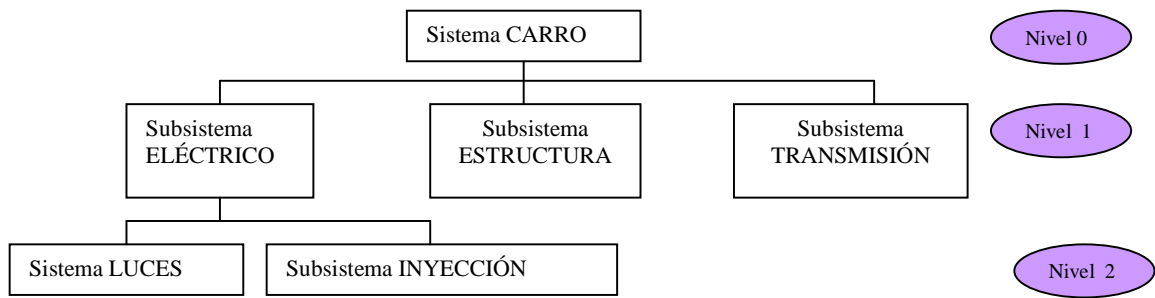 Sistema CARRO
Nivel 0
Subsistema
ELÉCTRICO
Subsistema
ESTRUCTURA
Subsistema
TRANSMISIÓN
Nivel 1
Sistema LUCES
Subsistema INYECCIÓN
Nivel 2